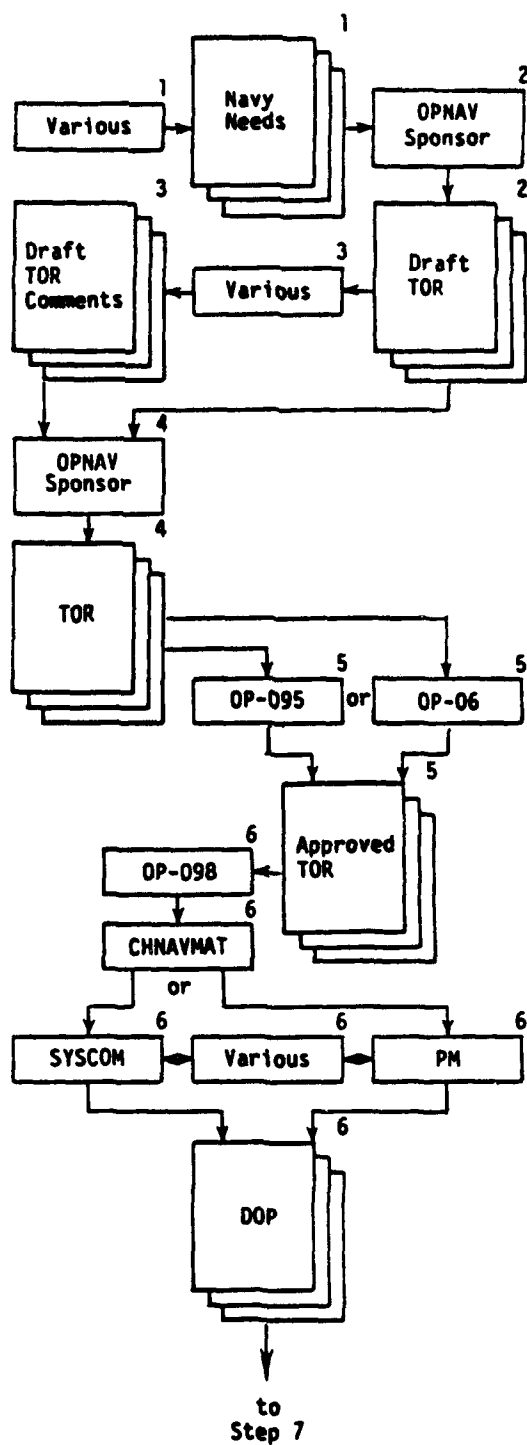 1
1
2
Various
Navy
Needs
OPNAV
Sponsor
3
2
Draft
TOR
Comments
3
Various
Draft
TOR
4
OPNAV
Sponsor
4
TOR
5
5
OP-095
or
OP-06
5
Approved
TOR
6
OP-098
6
CHNAVMAT
or
6
6
6
SYSCOM
Various
PM
6
DOP
to
Step 7